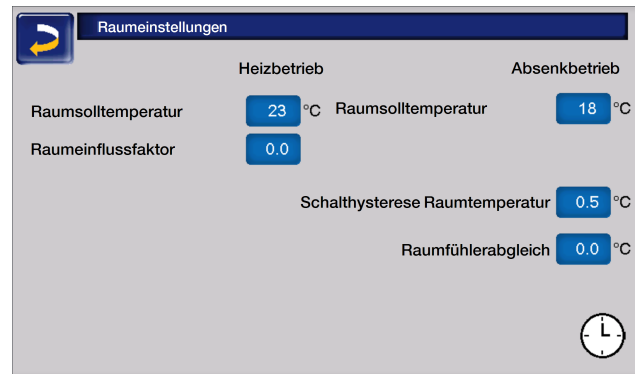 Raumeinstellungen
Heizbetrieb Absenkbetrieb
Raumsolltemperatur 23 °C Raumsolltemperatur 18 °C
Raumeinflussfaktor 0.0
Schalthysterese Raumtemperatur 0.5 °C
Raumfühlerabgleich 0.0 °C